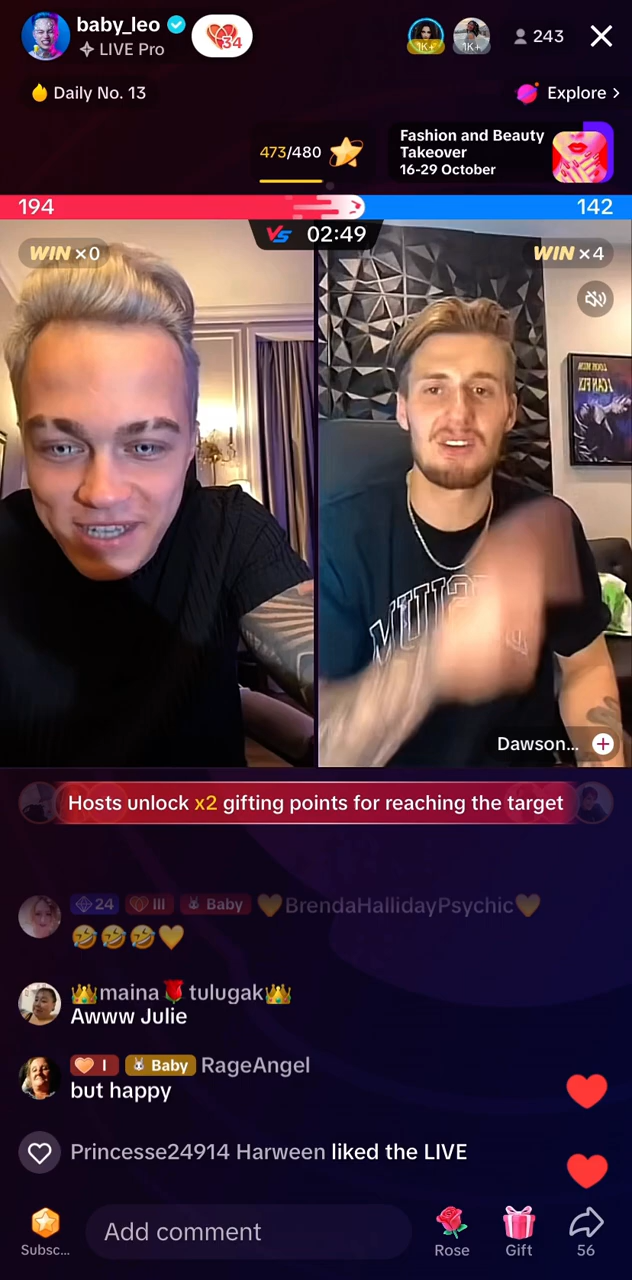 baby_leo
34
LIVE Pro
1K+
1K+
243
Daily No. 13
Explore >
473/480
Fashion and Beauty
Takeover
16-29 October
194
142
VS 02:49
WIN ×0
WIN ×4
Dawson...
Hosts unlock x2 gifting points for reaching the target
24 III Baby 💛BrendaHallidayPsychic💛
🤣🤣🤣💛
👑maina🌹tulugak👑
Awww Julie
I Baby RageAngel
but happy
Princesse24914 Harween liked the LIVE
Subsc...
Add comment
Rose
Gift
56